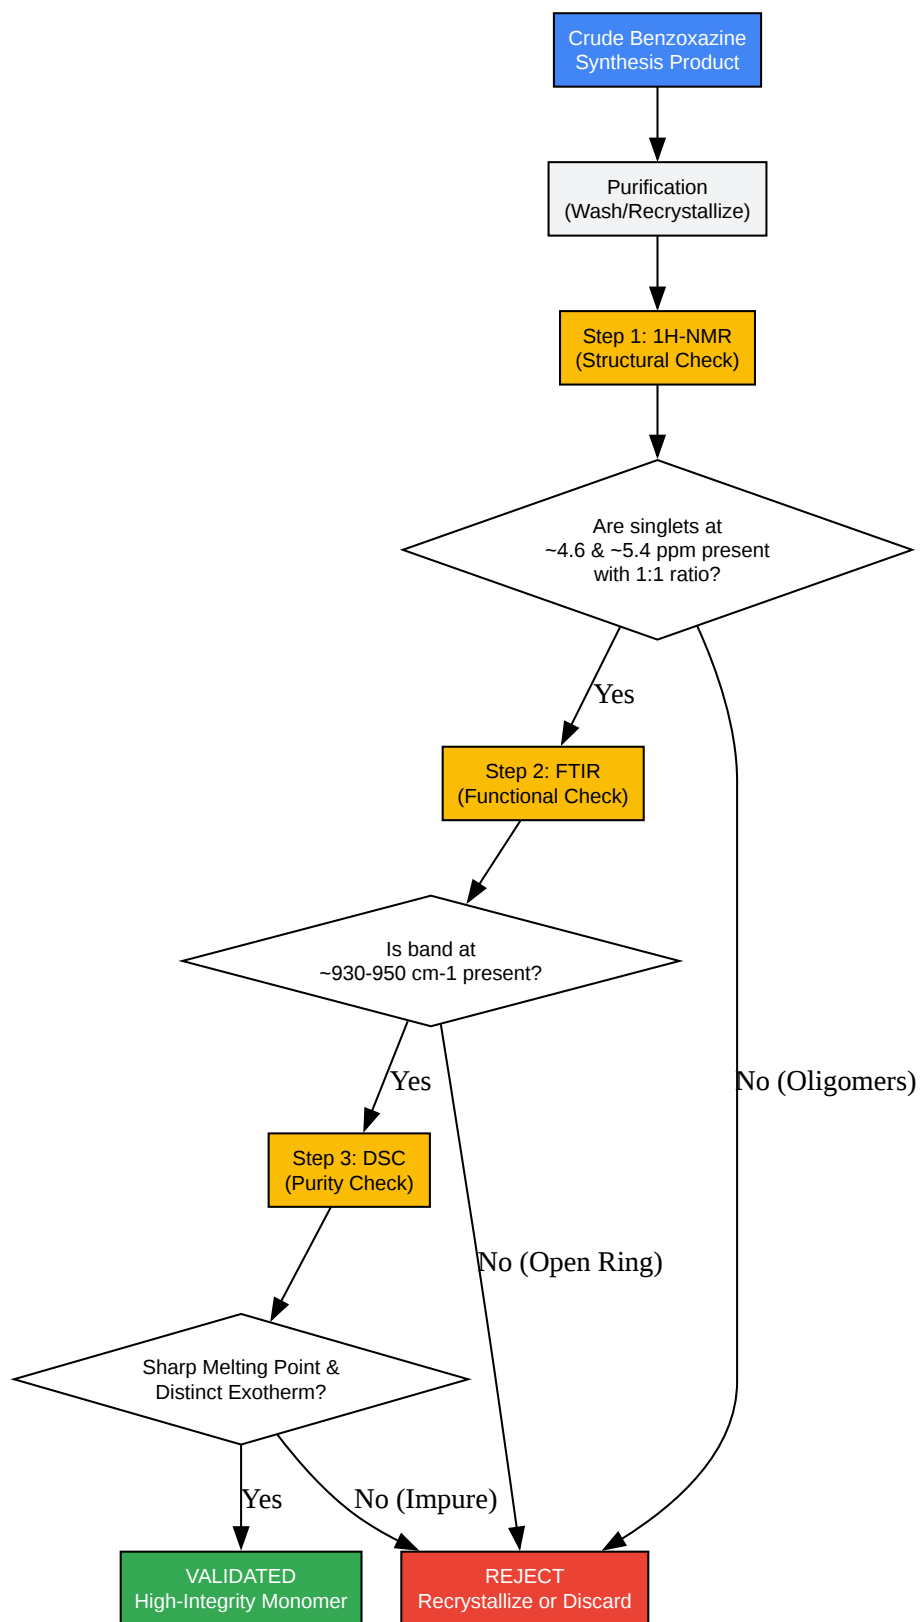 Crude Benzoxazine
Synthesis Product
Purification
(Wash/Recrystallize)
Step 1: 1H-NMR
(Structural Check)
Are singlets at
~4.6 & ~5.4 ppm present
with 1:1 ratio?
Yes
Step 2: FTIR
(Functional Check)
Is band at
~930-950 cm-1 present?
Yes
No (Oligomers)
Step 3: DSC
(Purity Check)
No (Open Ring)
Sharp Melting Point &
Distinct Exotherm?
Yes
No (Impure)
VALIDATED
High-Integrity Monomer
REJECT
Recrystallize or Discard